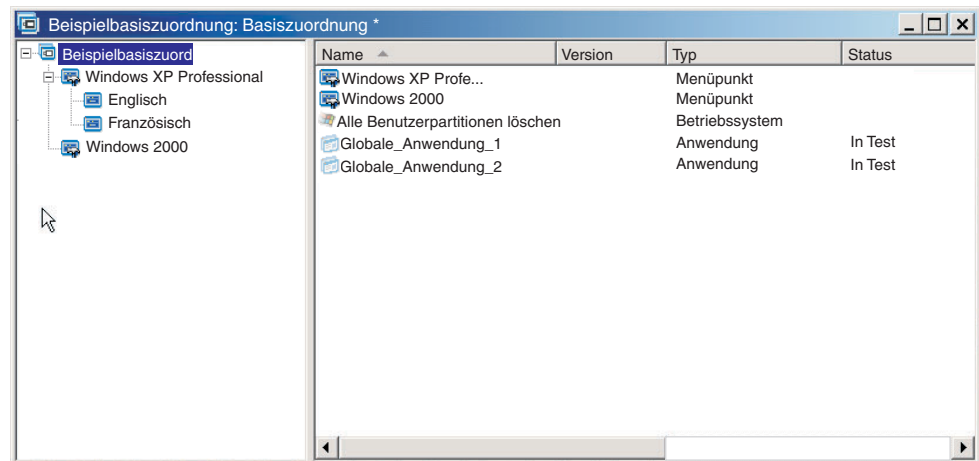 Beispielbasiszuordnung: Basiszuordnung *
Beispielbasiszuord
Windows XP Professional
Englisch
Französisch
Windows 2000
Name Version Typ Status
Windows XP Profe... Menüpunkt
Windows 2000 Menüpunkt
Alle Benutzerpartitionen löschen Betriebssystem
Globale_Anwendung_1 Anwendung In Test
Globale_Anwendung_2 Anwendung In Test